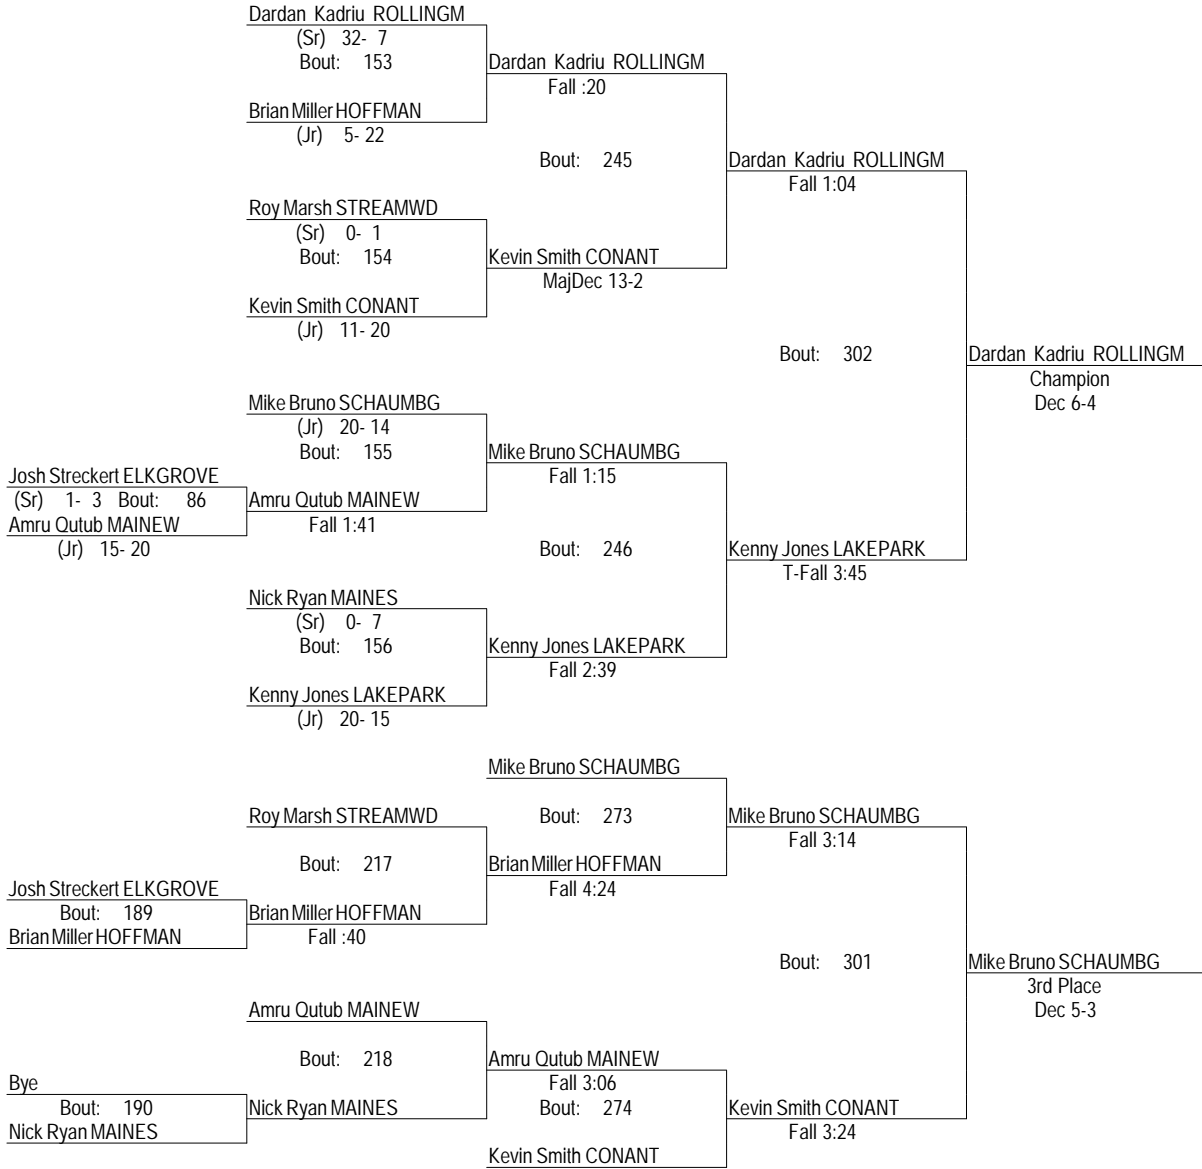 Dardan Kadriu ROLLINGM
(Sr) 32- 7
Bout: 153
Dardan Kadriu ROLLINGM
Fall :20
Brian Miller HOFFMAN
(Jr) 5- 22
Bout: 245
Dardan Kadriu ROLLINGM
Fall 1:04
Roy Marsh STREAMWD
(Sr) 0- 1
Bout: 154
Kevin Smith CONANT
MajDec 13-2
Kevin Smith CONANT
(Jr) 11- 20
Bout: 302
Dardan Kadriu ROLLINGM
Champion
Dec 6-4
Mike Bruno SCHAUMBG
(Jr) 20- 14
Bout: 155
Mike Bruno SCHAUMBG
Fall 1:15
Josh Streckert ELKGROVE
(Sr) 1- 3 Bout: 86
Amru Qutub MAINEW
(Jr) 15- 20
Amru Qutub MAINEW
Fall 1:41
Bout: 246
Kenny Jones LAKEPARK
T-Fall 3:45
Nick Ryan MAINES
(Sr) 0- 7
Bout: 156
Kenny Jones LAKEPARK
Fall 2:39
Kenny Jones LAKEPARK
(Jr) 20- 15
Mike Bruno SCHAUMBG
Bout: 273
Mike Bruno SCHAUMBG
Fall 3:14
Roy Marsh STREAMWD
Bout: 217
Brian Miller HOFFMAN
Fall 4:24
Josh Streckert ELKGROVE
Bout: 189
Brian Miller HOFFMAN
Brian Miller HOFFMAN
Fall :40
Bout: 301
Mike Bruno SCHAUMBG
3rd Place
Dec 5-3
Amru Qutub MAINEW
Bout: 218
Amru Qutub MAINEW
Fall 3:06
Bye
Bout: 190
Nick Ryan MAINES
Nick Ryan MAINES
Bout: 274
Kevin Smith CONANT
Fall 3:24
Kevin Smith CONANT